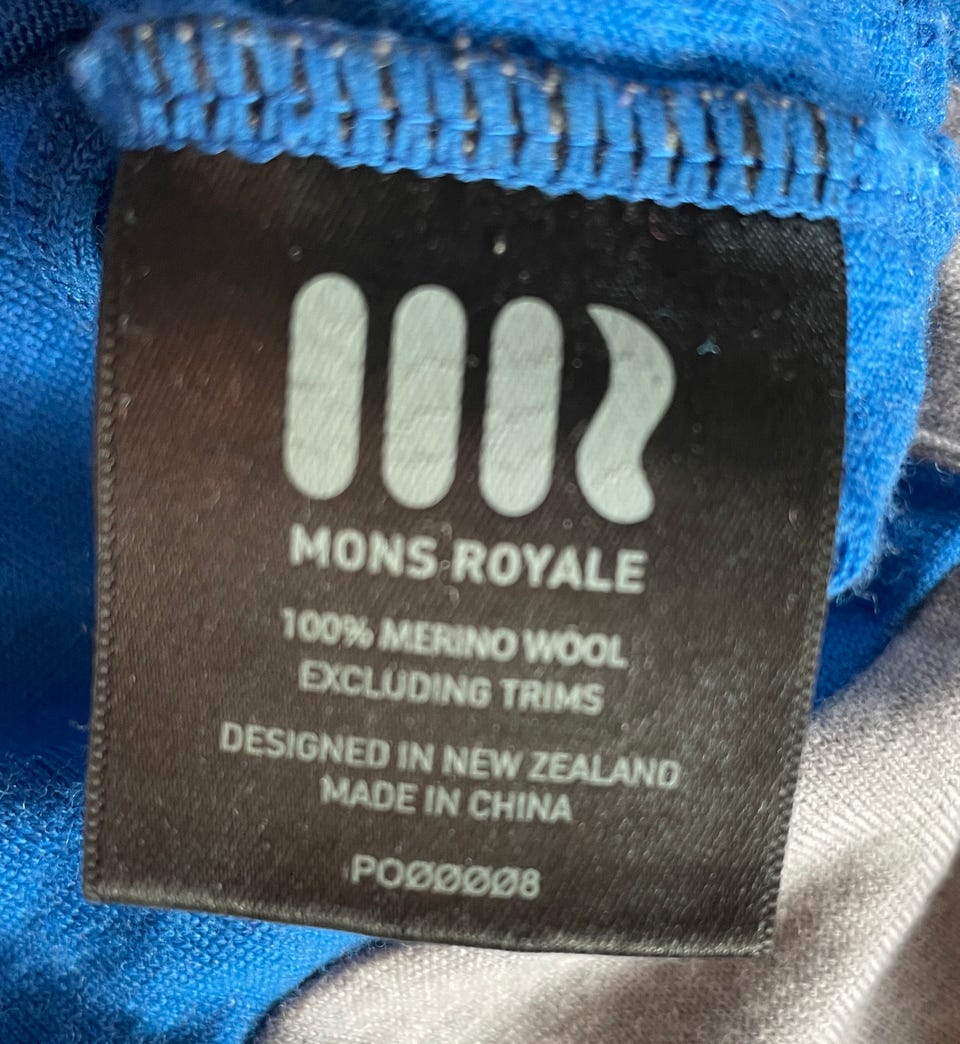 MONS ROYALE
100% MERINO WOOL
EXCLUDING TRIMS
DESIGNED IN NEW ZEALAND
MADE IN CHINA
POØØØØ8